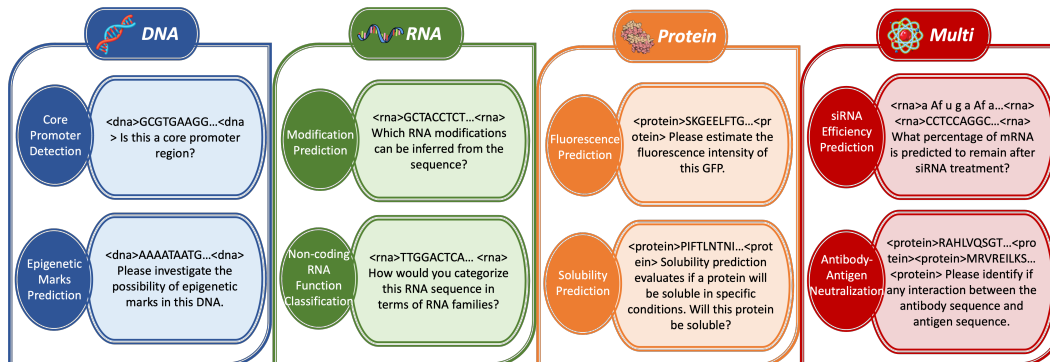 DNA
Core
Promoter
Detection
<dna>GCGTGAAGG…<dna
> Is this a core promoter
region?
Epigenetic
Marks
Prediction
<dna>AAAATAATG…<dna>
Please investigate the
possibility of epigenetic
marks in this DNA.
RNA
Modification
Prediction
<rna>GCTACCTCT…<rna>
Which RNA modifications
can be inferred from the
sequence?
Non-coding
RNA
Function
Classification
<rna>TTGGACTCA… <rna>
How would you categorize
this RNA sequence in
terms of RNA families?
Protein
Fluorescence
Prediction
<protein>SKGEELFTG…<pr
otein> Please estimate the
fluorescence intensity of
this GFP.
Solubility
Prediction
<protein>PIFTLNTNI…<prot
ein> Solubility prediction
evaluates if a protein will
be soluble in specific
conditions. Will this protein
be soluble?
Multi
siRNA
Efficiency
Prediction
<rna>a Af u g a Af a…<rna>
<rna>CCTCCAGGC…<rna>
What percentage of mRNA
is predicted to remain after
siRNA treatment?
Antibody-
Antigen
Neutralization
<protein>RAHLVQSGT…<pro
tein><protein>MRVREILKS…
<protein> Please identify if
any interaction between the
antibody sequence and
antigen sequence.